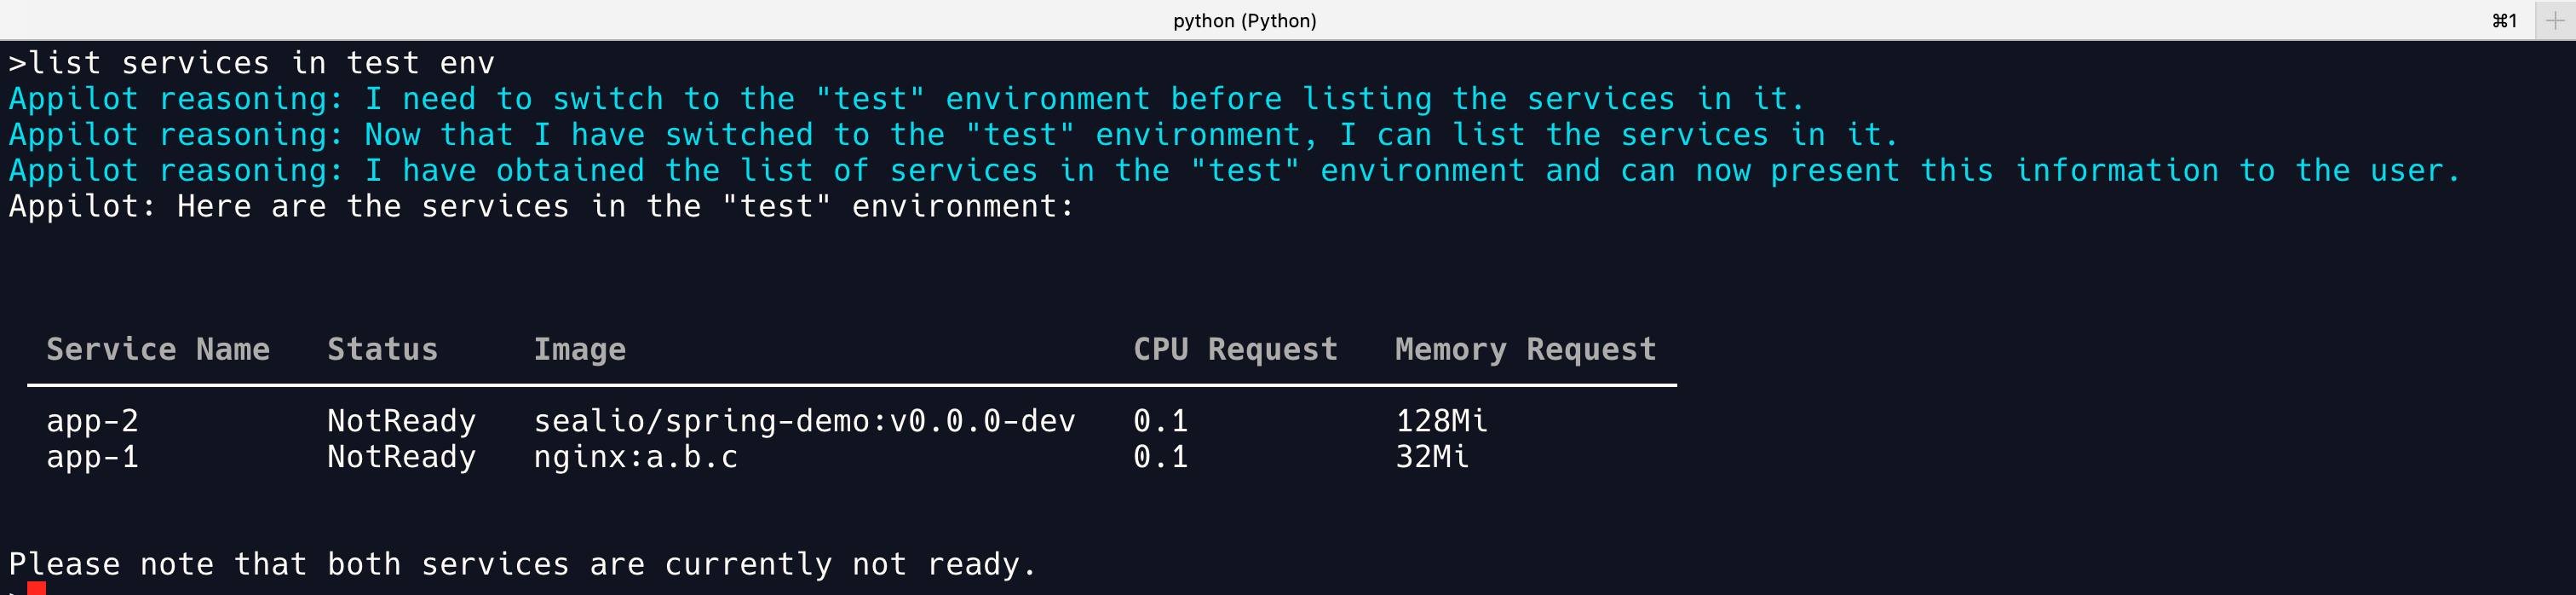 python (Python)
⌘1
>list services in test env
Appilot reasoning: I need to switch to the "test" environment before listing the services in it.
Appilot reasoning: Now that I have switched to the "test" environment, I can list the services in it.
Appilot reasoning: I have obtained the list of services in the "test" environment and can now present this information to the user.
Appilot: Here are the services in the "test" environment:
Service Name Status Image CPU Request Memory Request
app-2 NotReady sealio/spring-demo:v0.0.0-dev 0.1 128Mi
app-1 NotReady nginx:a.b.c 0.1 32Mi
Please note that both services are currently not ready.